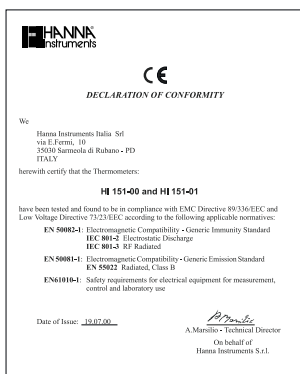 HANNA
instruments
CE
DECLARATION OF CONFORMITY
We
Hanna Instruments Italia Srl
via E.Fermi, 10
35030 Sarmeola di Rubano - PD
ITALY
herewith certify that the Thermometers:
HI 151-00 and HI 151-01
have been tested and found to be in compliance with EMC Directive 89/336/EEC and
Low Voltage Directive 73/23/EEC according to the following applicable normatives:
EN 50082-1: Electromagnetic Compatibility - Generic Immunity Standard
IEC 801-2 Electrostatic Discharge
IEC 801-3 RF Radiated
EN 50081-1: Electromagnetic Compatibility - Generic Emission Standard
EN 55022 Radiated, Class B
EN61010-1: Safety requirements for electrical equipment for measurement,
control and laboratory use
Date of Issue: 19.07.00
A.Marsilio - Technical Director
On behalf of
Hanna Instruments S.r.l.